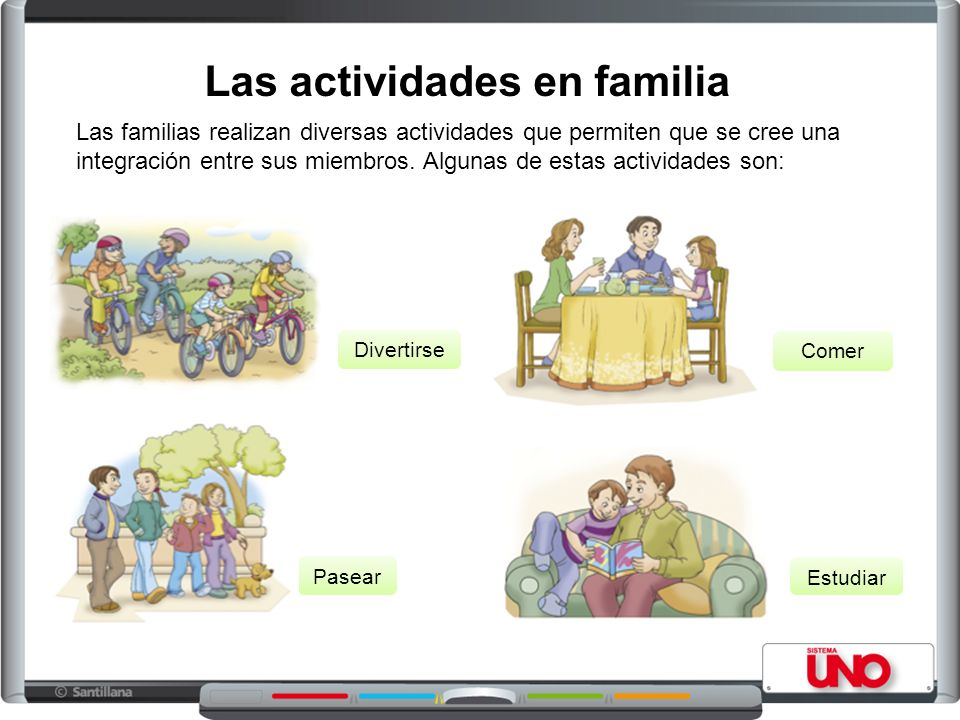 Las actividades en familia
Las familias realizan diversas actividades que permiten que se cree una
integración entre sus miembros. Algunas de estas actividades son:
Divertirse
Comer
Pasear
Estudiar
SISTEMA
UNO
© Santillana